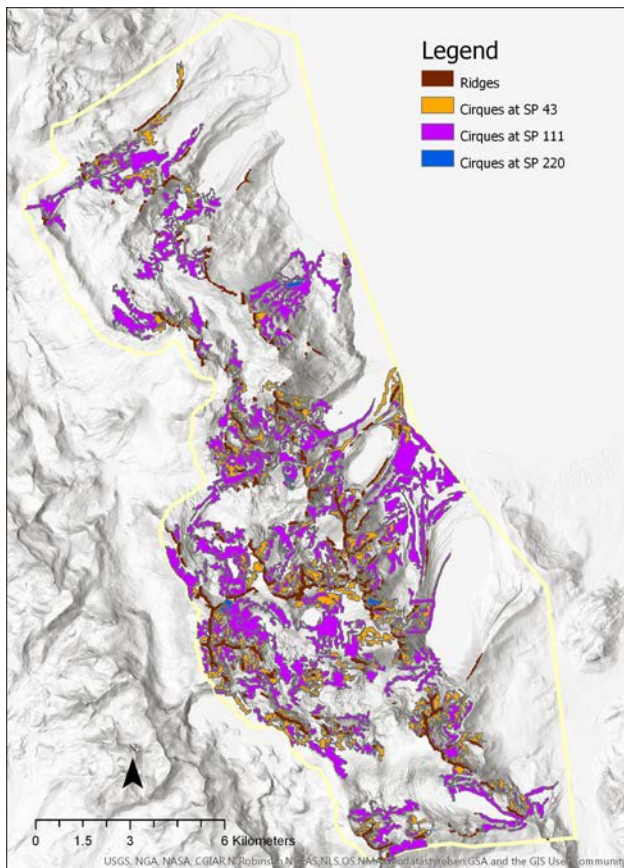 Legend
Ridges
Cirques at SP 43
Cirques at SP 111
Cirques at SP 220
N
0 1.5 3 6 Kilometers
USGS, NGA, NASA, CGIAR,N Robinson,NCEAS,NLS,OS,NMA,Geodatastyrelsen,GSA and the GIS User Community